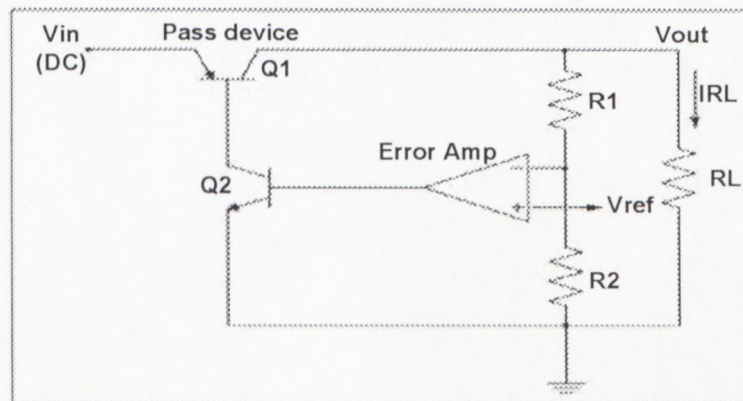 Vin
(DC)
Pass device
Q1
Vout
R1
IRL
Error Amp
Q2
RL
Vref
R2